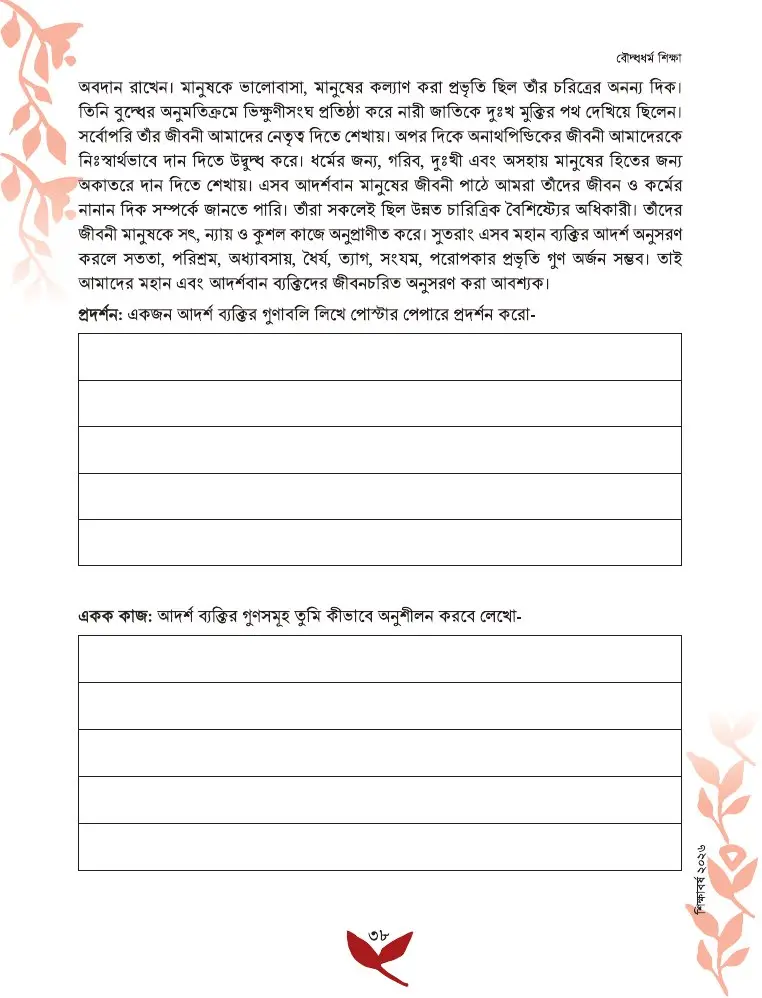 বৌদ্ধধর্ম শিক্ষা
অবদান রাখেন। মানুষকে ভালোবাসা, মানুষের কল্যাণ করা প্রভৃতি ছিল তাঁর চরিত্রের অনন্য দিক।
তিনি বুদ্ধের অনুমতিক্রমে ভিক্ষুণীসংঘ প্রতিষ্ঠা করে নারী জাতিকে দুঃখ মুক্তির পথ দেখিয়ে ছিলেন।
সর্বোপরি তাঁর জীবনী আমাদের নেতৃত্ব দিতে শেখায়। অপর দিকে অনাথপিন্ডিকের জীবনী আমাদেরকে
নিঃস্বার্থভাবে দান দিতে উদ্বুদ্ধ করে। ধর্মের জন্য, গরিব, দুঃখী এবং অসহায় মানুষের হিতের জন্য
অকাতরে দান দিতে শেখায়। এসব আদর্শবান মানুষের জীবনী পাঠে আমরা তাঁদের জীবন ও কর্মের
নানান দিক সম্পর্কে জানতে পারি। তাঁরা সকলেই ছিল উন্নত চারিত্রিক বৈশিষ্ট্যের অধিকারী। তাঁদের
জীবনী মানুষকে সৎ, ন্যায় ও কুশল কাজে অনুপ্রাণীত করে। সুতরাং এসব মহান ব্যক্তির আদর্শ অনুসরণ
করলে সততা, পরিশ্রম, অধ্যাবসায়, ধৈর্য, ত্যাগ, সংযম, পরোপকার প্রভৃতি গুণ অর্জন সম্ভব। তাই
আমাদের মহান এবং আদর্শবান ব্যক্তিদের জীবনচরিত অনুসরণ করা আবশ্যক।
প্রদর্শন: একজন আদর্শ ব্যক্তির গুণাবলি লিখে পোস্টার পেপারে প্রদর্শন করো-
একক কাজ: আদর্শ ব্যক্তির গুণসমূহ তুমি কীভাবে অনুশীলন করবে লেখো-
শিক্ষাবর্ষ ২০২৬
৩৮